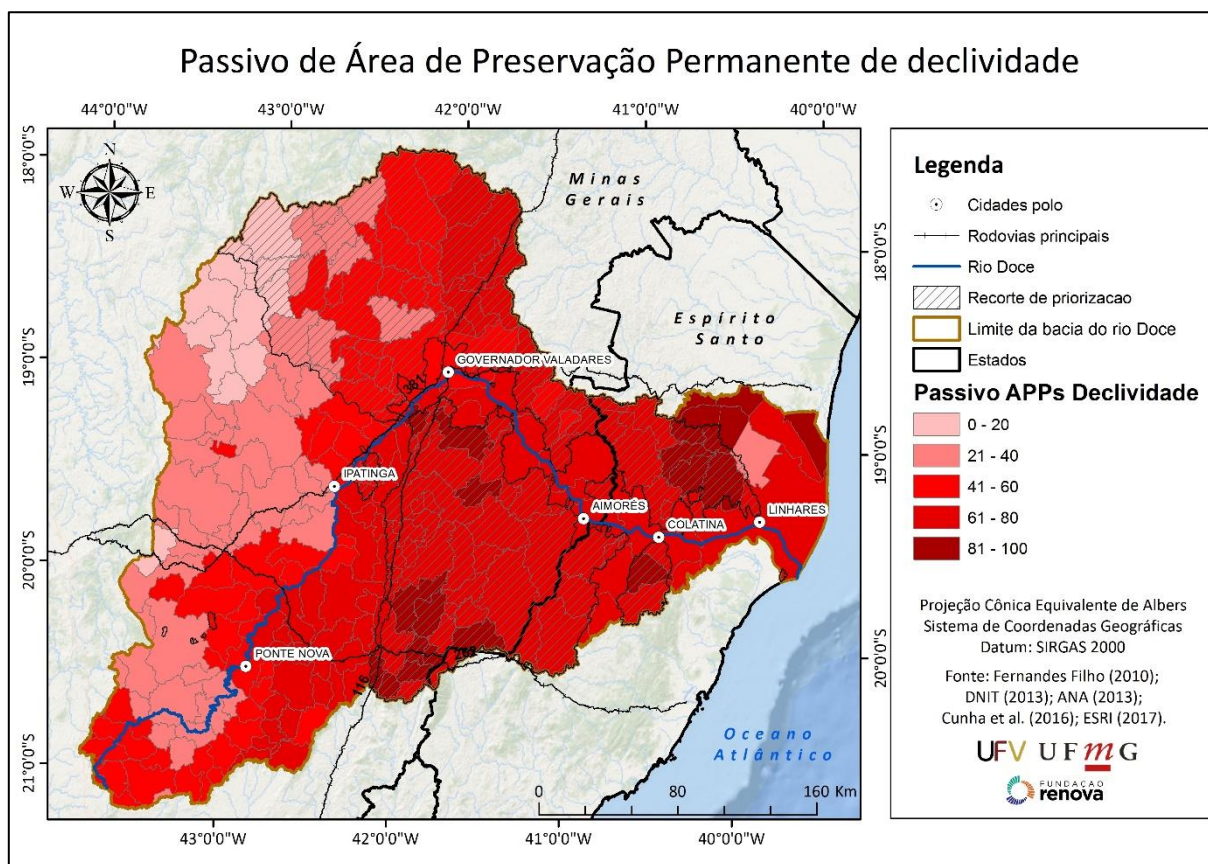 Passivo de Área de Preservação Permanente de declividade
44°0'0"W
43°0'0"W
42°0'0"W
41°0'0"W
40°0'0"W
18°0'0"S
19°0'0"S
20°0'0"S
21°0'0"S
N
W
E
S
Minas
Gerais
Espírito
Santo
GOVERNADOR VALADARES
381
IPATINGA
AIMORÉS
COLATINA
LINHARES
PONTE NOVA
116
262
Oceano
Atlântico
0 80 160 Km
18°0'0"S
19°0'0"S
20°0'0"S
43°0'0"W
42°0'0"W
41°0'0"W
40°0'0"W
Legenda
Cidades polo
Rodovias principais
Rio Doce
Recorte de priorizacao
Limite da bacia do rio Doce
Estados
Passivo APPs Declividade
0 - 20
21 - 40
41 - 60
61 - 80
81 - 100
Projeção Cônica Equivalente de Albers
Sistema de Coordenadas Geográficas
Datum: SIRGAS 2000
Fonte: Fernandes Filho (2010);
DNIT (2013); ANA (2013);
Cunha et al. (2016); ESRI (2017).
UFV UFmG
FUNDAÇÃO
renova